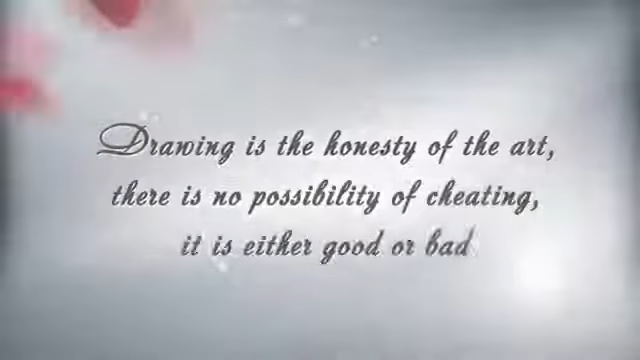 Drawing is the honesty of the art,
there is no possibility of cheating,
it is either good or bad